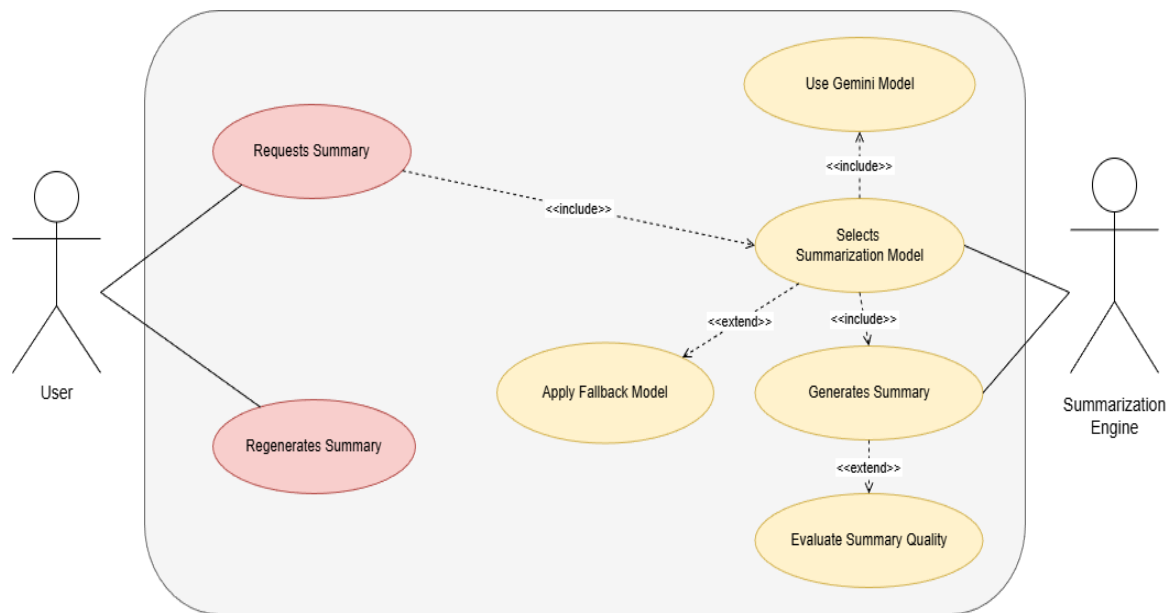 Use Gemini Model
Requests Summary
<<include>>
<<include>>
Selects
Summarization Model
<<extend>>
<<include>>
User
Apply Fallback Model
Generates Summary
Summarization
Engine
Regenerates Summary
<<extend>>
Evaluate Summary Quality